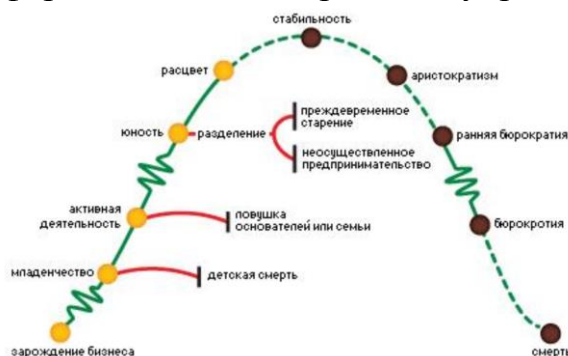 стабильность
расцвет
аристократизм
юность
разделение
преждевременное
старение
неосуществленное
предпринимательство
ранняя бюрократия
активная
деятельность
ловушка
основателей или семьи
бюрокротия
младенчество
детская смерть
зарождение бизнеса
смерть